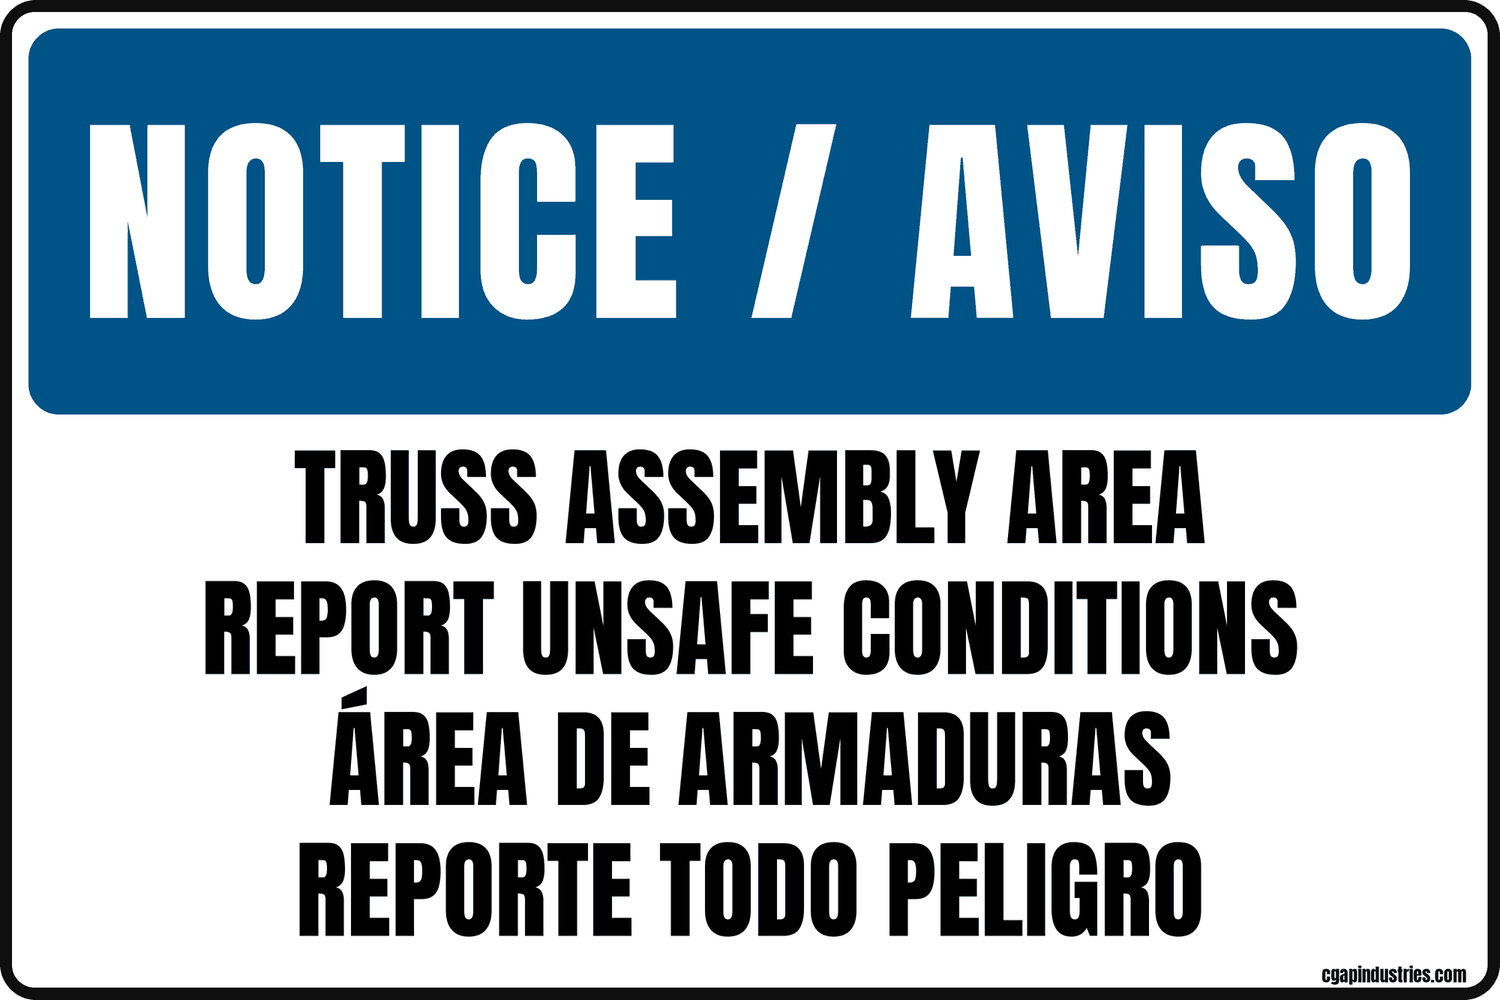 NOTICE / AVISO
TRUSS ASSEMBLY AREA
REPORT UNSAFE CONDITIONS
ÁREA DE ARMADURAS
REPORTE TODO PELIGRO
cgapindustries.com